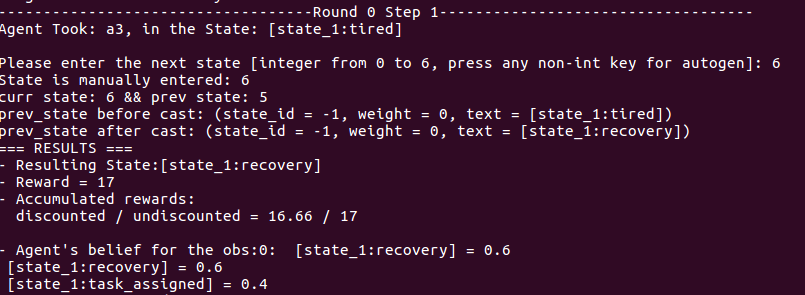 -----------------------------------Round 0 Step 1-----------------------------------
Agent Took: a3, in the State: [state_1:tired]
Please enter the next state [integer from 0 to 6, press any non-int key for autogen]: 6
State is manually entered: 6
curr state: 6 && prev state: 5
prev_state before cast: (state_id = -1, weight = 0, text = [state_1:tired])
prev_state after cast: (state_id = -1, weight = 0, text = [state_1:recovery])
=== RESULTS ===
- Resulting State:[state_1:recovery]
- Reward = 17
- Accumulated rewards:
  discounted / undiscounted = 16.66 / 17
- Agent's belief for the obs:0:  [state_1:recovery] = 0.6
 [state_1:recovery] = 0.6
 [state_1:task_assigned] = 0.4